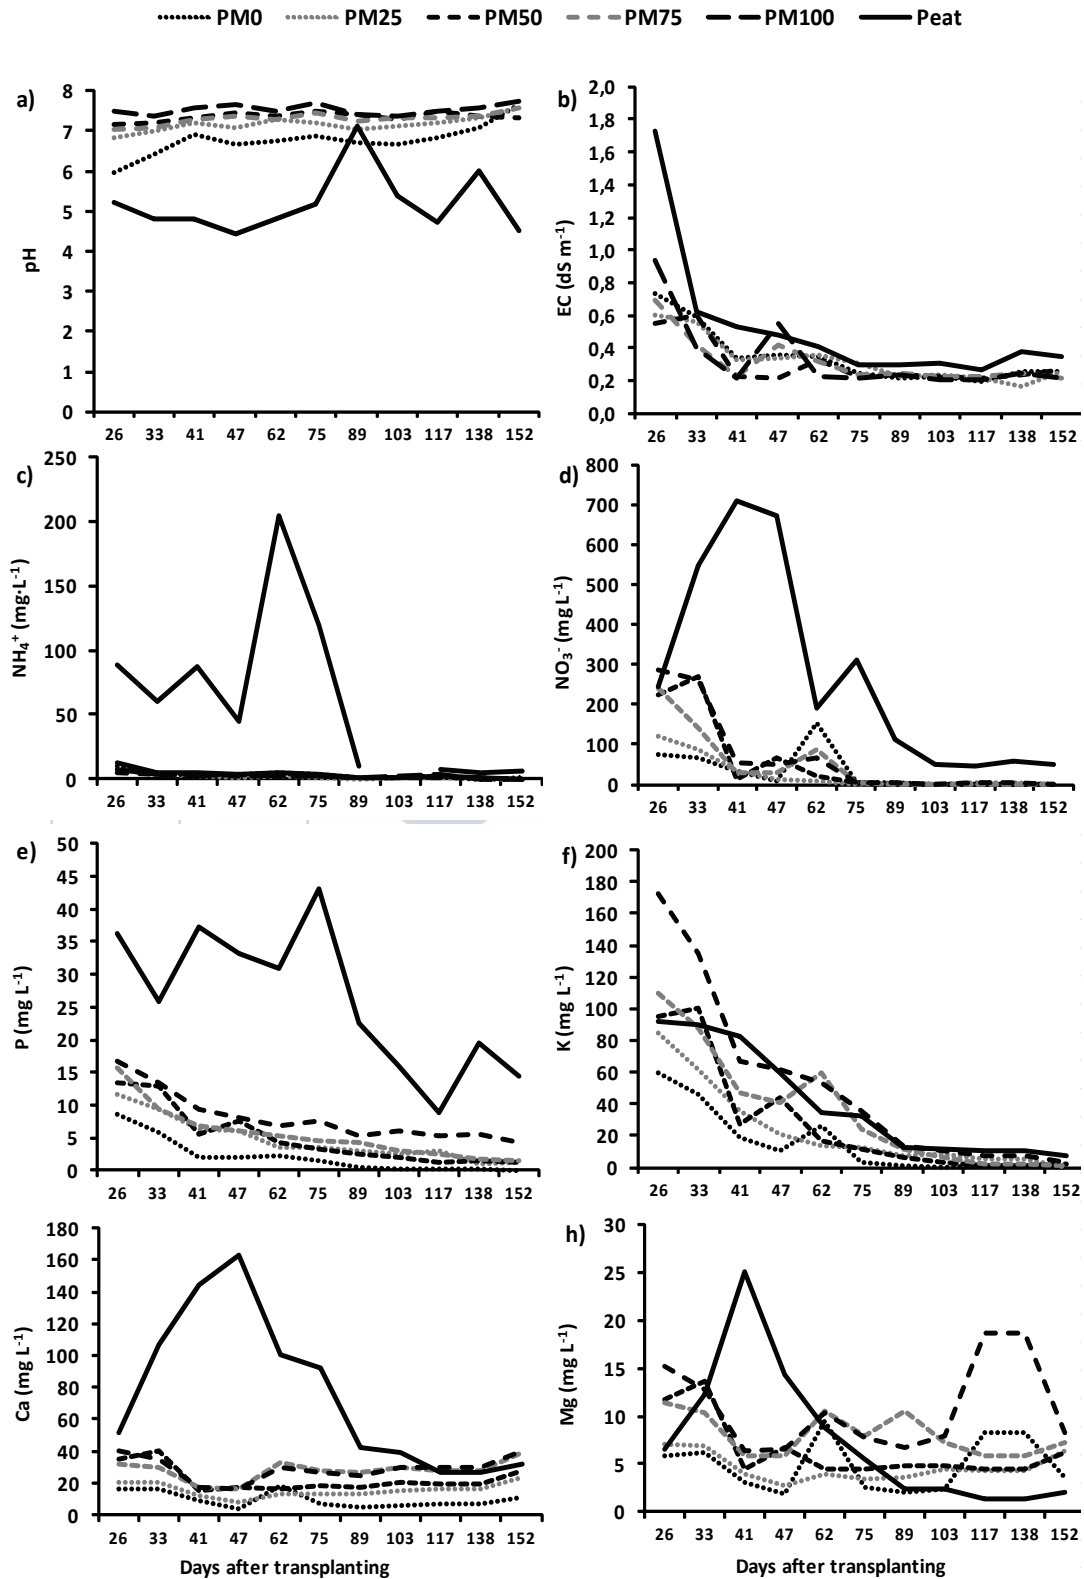 PM0 PM25 PM50 PM75 PM100 Peat
a)
8
7
6
5
4
3
2
1
0
pH
26 33 41 47 62 75 89 103 117 138 152
b)
2,0
1,8
1,6
1,4
1,2
1,0
0,8
0,6
0,4
0,2
0,0
EC (dS m⁻¹)
26 33 41 47 62 75 89 103 117 138 152
c)
250
200
150
100
50
0
NH₄⁺ (mg·L⁻¹)
26 33 41 47 62 75 89 103 117 138 152
d)
800
700
600
500
400
300
200
100
0
NO₃⁻ (mg L⁻¹)
26 33 41 47 62 75 89 103 117 138 152
e)
50
45
40
35
30
25
20
15
10
5
0
P (mg L⁻¹)
26 33 41 47 62 75 89 103 117 138 152
f)
200
180
160
140
120
100
80
60
40
20
0
K (mg L⁻¹)
26 33 41 47 62 75 89 103 117 138 152
180
160
140
120
100
80
60
40
20
0
Ca (mg L⁻¹)
26 33 41 47 62 75 89 103 117 138 152
Days after transplanting
h)
30
25
20
15
10
5
0
Mg (mg L⁻¹)
26 33 41 47 62 75 89 103 117 138 152
Days after transplanting